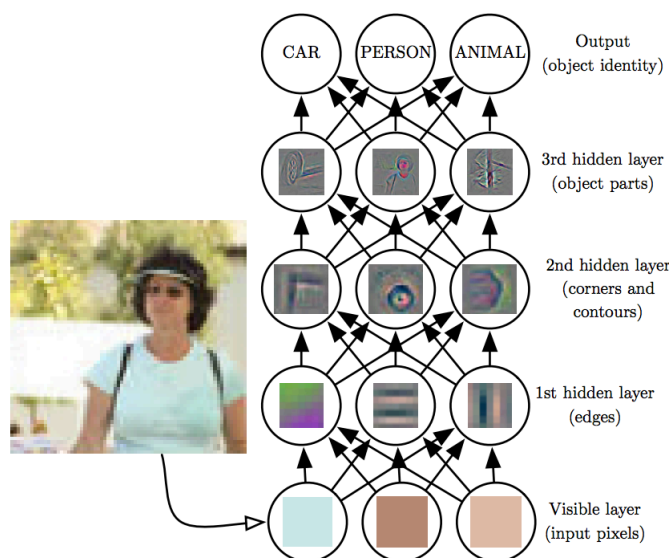 CAR
PERSON
ANIMAL
Output
(object identity)
3rd hidden layer
(object parts)
2nd hidden layer
(corners and
contours)
1st hidden layer
(edges)
Visible layer
(input pixels)